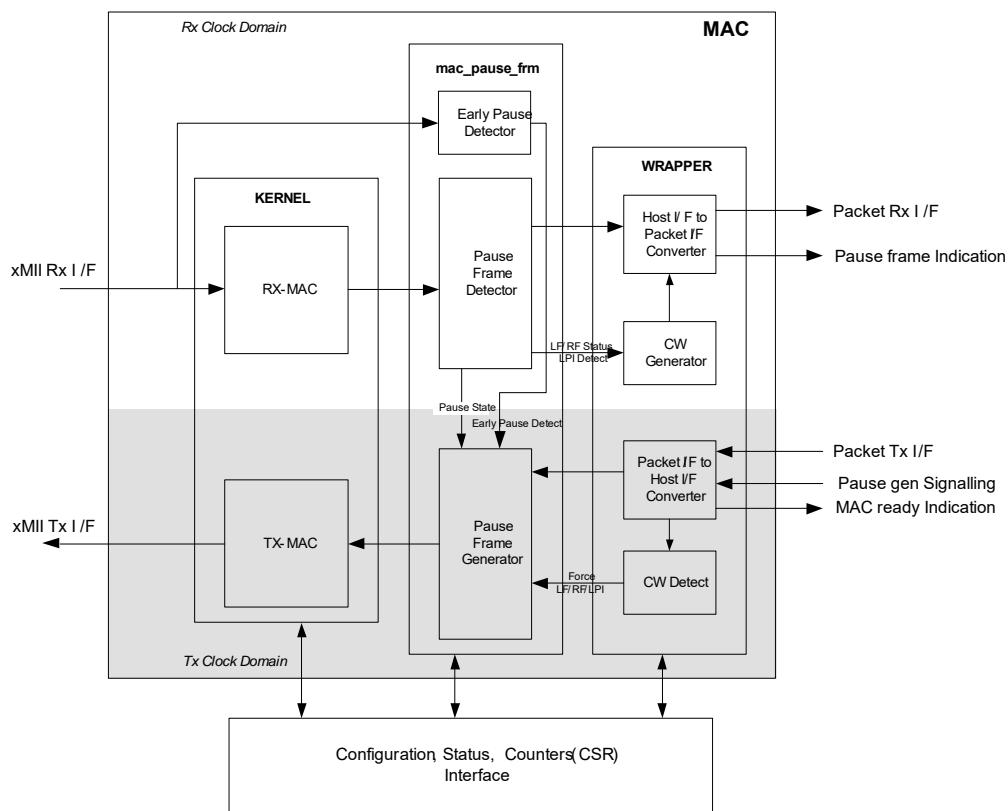 Rx Clock Domain
MAC
mac_pause_frm
Early Pause
Detector
WRAPPER
KERNEL
Host I/ F to
Packet I/F
Converter
Packet Rx I /F
Pause frame Indication
xMII Rx I /F
RX- MAC
Pause
Frame
Detector
LF/ RF Status
LPI Detect
CW
Generator
Pause State
Early Pause Detect
Packet I/F to
Host I/F
Converter
Packet Tx I/F
Pause gen Signalling
MAC ready Indication
xMII Tx I /F
TX- MAC
Pause
Frame
Generator
Force
LF/ RF/ LPI
CW Detect
Tx Clock Domain
Configuration, Status, Counters( CSR)
Interface